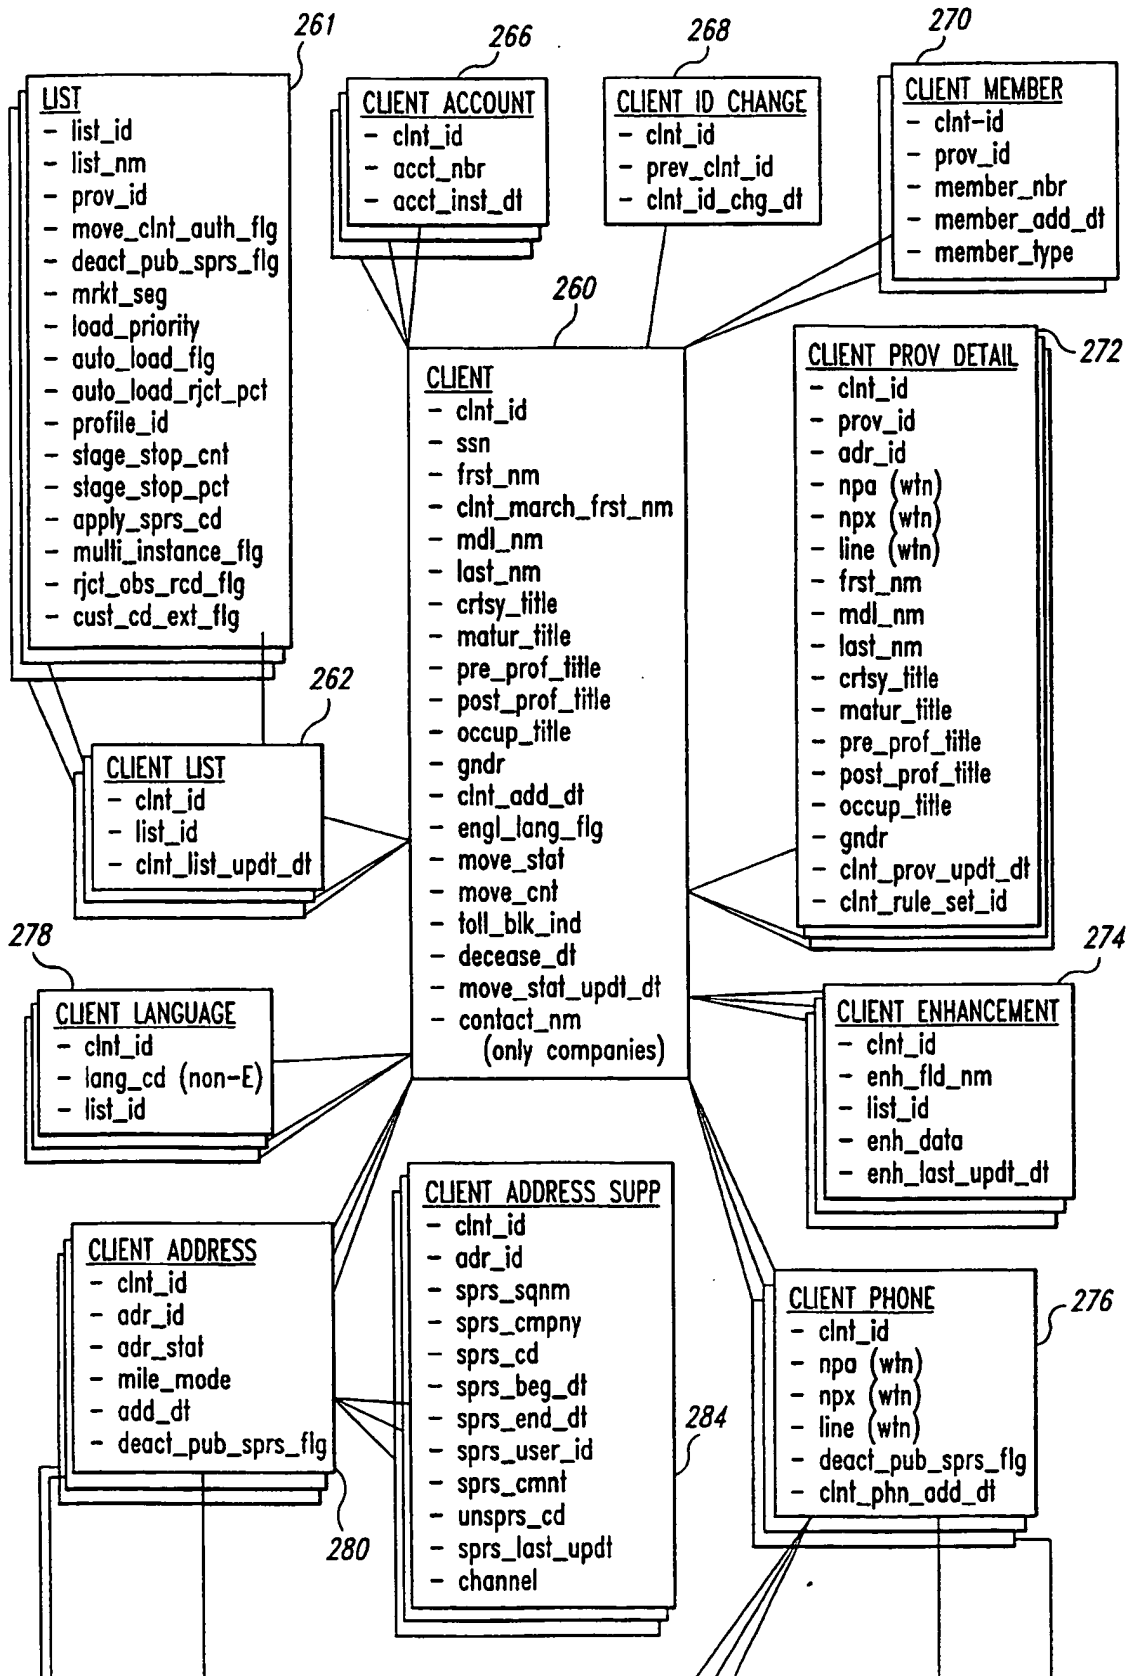 261
LIST
- list_id
- list_nm
- prov_id
- move_clnt_auth_flg
- deact_pub_sprs_flg
- mrkt_seg
- load_priority
- auto_load_flg
- auto_load_rjct_pct
- profile_id
- stage_stop_cnt
- stage_stop_pct
- apply_sprs_cd
- multi_instance_flg
- rjct_obs_rcd_flg
- cust_cd_ext_flg
266
CLIENT ACCOUNT
- clnt_id
- acct_nbr
- acct_inst_dt
268
CLIENT ID CHANGE
- clnt_id
- prev_clnt_id
- clnt_id_chg_dt
270
CLIENT MEMBER
- clnt-id
- prov_id
- member_nbr
- member_add_dt
- member_type
260
CLIENT
- clnt_id
- ssn
- frst_nm
- clnt_march_frst_nm
- mdl_nm
- last_nm
- crtsy_title
- matur_title
- pre_prof_title
- post_prof_title
- occup_title
- gndr
- clnt_add_dt
- engl_lang_flg
- move_stat
- move_cnt
- toll_blk_ind
- decease_dt
- move_stat_updt_dt
- contact_nm
(only companies)
272
CLIENT PROV DETAIL
- clnt_id
- prov_id
- adr_id
- npa (wtn)
- npx (wtn)
- line (wtn)
- frst_nm
- mdl_nm
- last_nm
- crtsy_title
- matur_title
- pre_prof_title
- post_prof_title
- occup_title
- gndr
- clnt_prov_updt_dt
- clnt_rule_set_id
262
CLIENT LIST
- clnt_id
- list_id
- clnt_list_updt_dt
278
CLIENT LANGUAGE
- clnt_id
- lang_cd (non-E)
- list_id
274
CLIENT ENHANCEMENT
- clnt_id
- enh_fld_nm
- list_id
- enh_data
- enh_last_updt_dt
CLIENT ADDRESS
- clnt_id
- adr_id
- adr_stat
- mile_mode
- add_dt
- deact_pub_sprs_flg
280
CLIENT ADDRESS SUPP
- clnt_id
- adr_id
- sprs_sqnm
- sprs_cmpny
- sprs_cd
- sprs_beg_dt
- sprs_end_dt
- sprs_user_id
- sprs_cmnt
- unsprs_cd
- sprs_last_updt
- channel
284
CLIENT PHONE
- clnt_id
- npa (wtn)
- npx (wtn)
- line (wtn)
- deact_pub_sprs_flg
- clnt_phn_add_dt
276